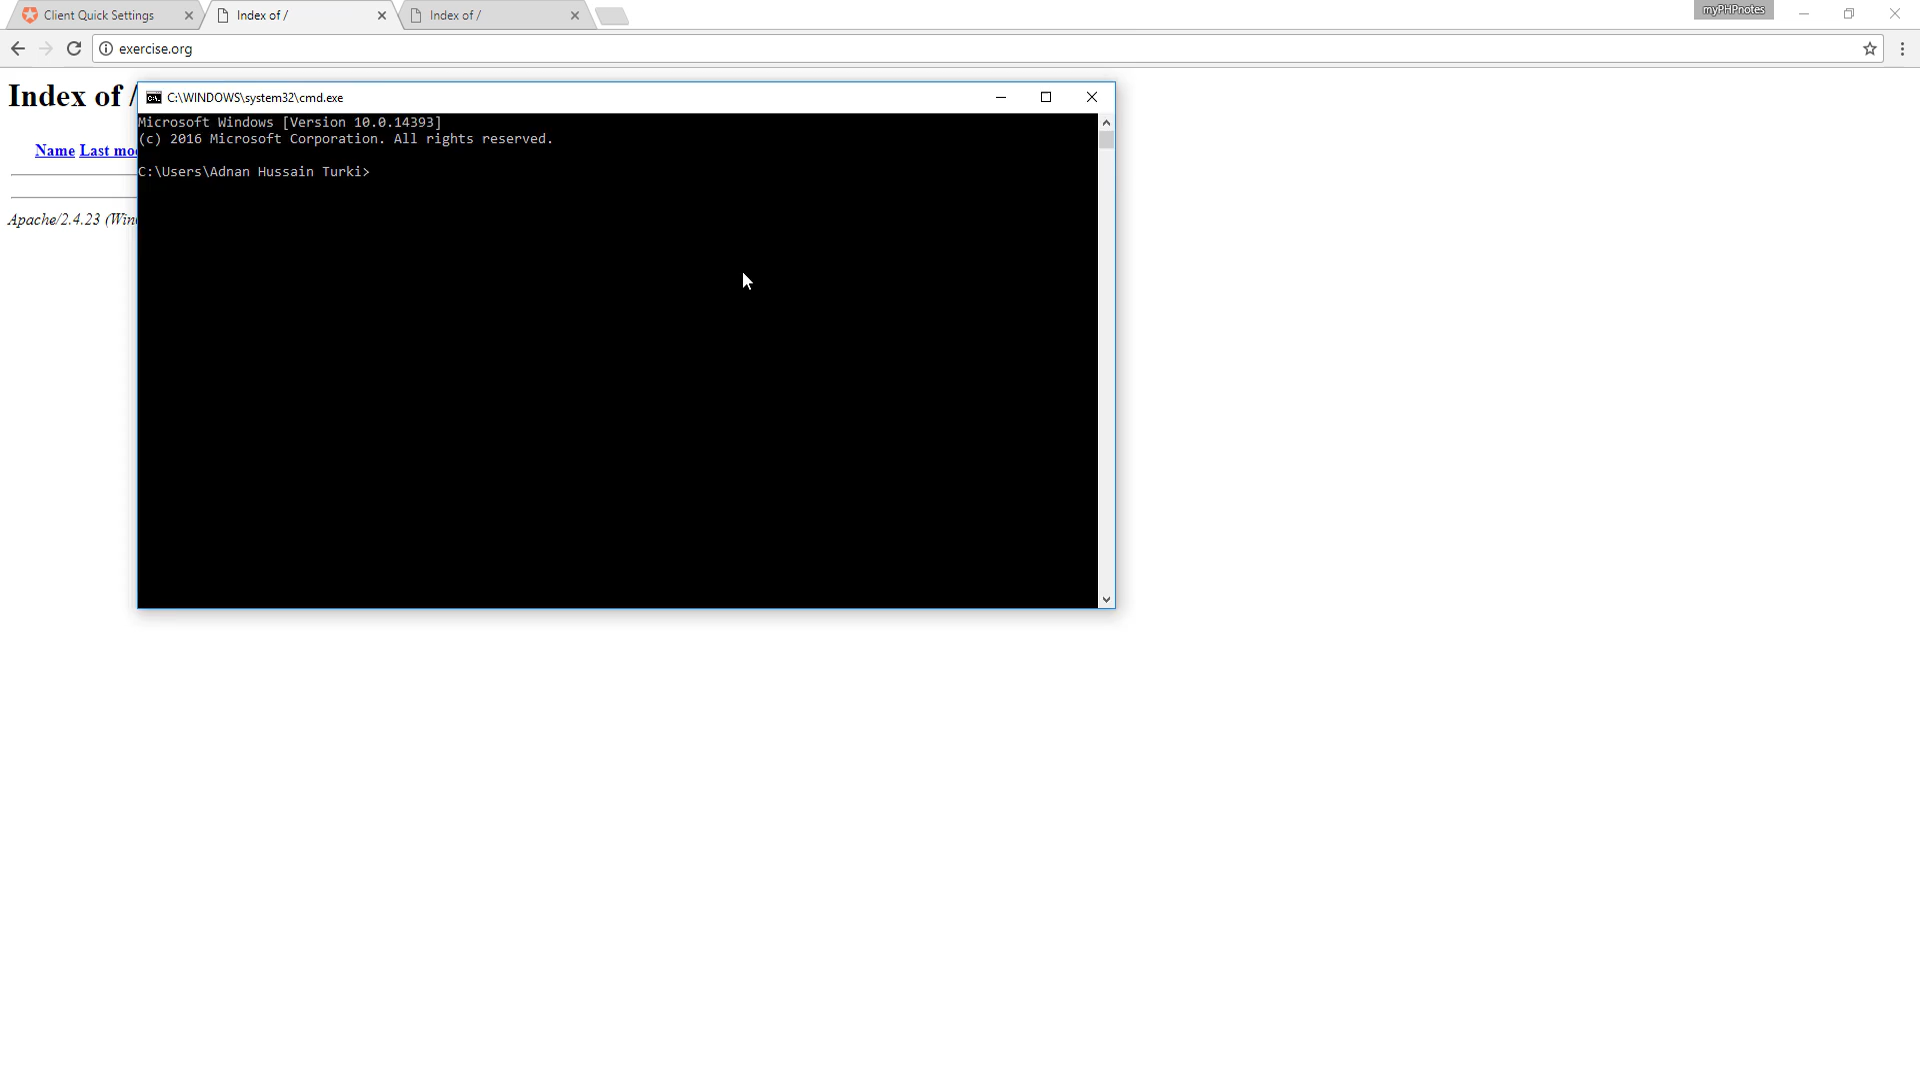 Client Quick Settings
Index of /
Index of /
myPHPnotes
exercise.org
Index of /
C:\WINDOWS\system32\cmd.exe
Microsoft Windows [Version 10.0.14393]
(c) 2016 Microsoft Corporation. All rights reserved.
Name Last mo
C:\Users\Adnan Hussain Turki>
Apache/2.4.23 (Win